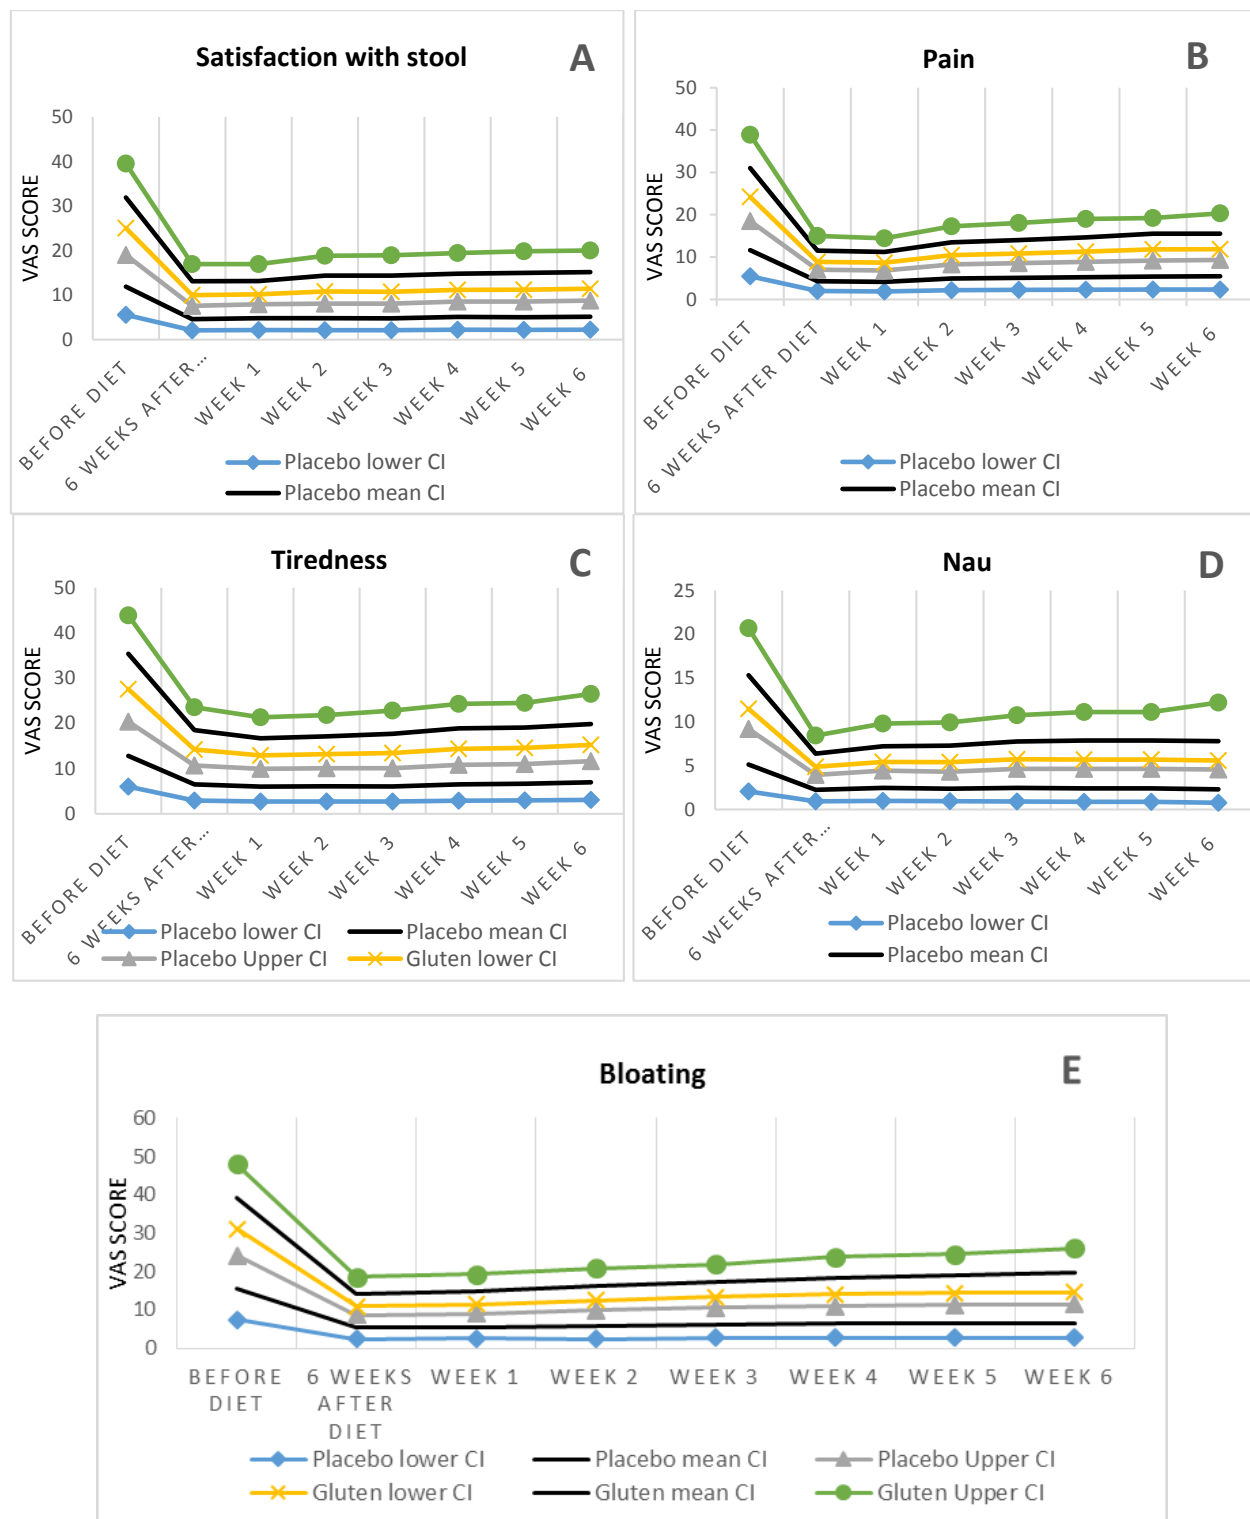 Satisfaction with stool
A
VAS SCORE
50
40
30
20
10
0
BEFORE DIET
6 WEEKS AFTER…
WEEK 1
WEEK 2
WEEK 3
WEEK 4
WEEK 5
WEEK 6
Placebo lower CI
Placebo mean CI
Pain
B
VAS SCORE
50
40
30
20
10
0
BEFORE DIET
6 WEEKS AFTER DIET
WEEK 1
WEEK 2
WEEK 3
WEEK 4
WEEK 5
WEEK 6
Placebo lower CI
Placebo mean CI
Tiredness
C
VAS SCORE
50
40
30
20
10
0
BEFORE DIET
6 WEEKS AFTER…
WEEK 1
WEEK 2
WEEK 3
WEEK 4
WEEK 5
WEEK 6
Placebo lower CI
Placebo mean CI
Placebo Upper CI
Gluten lower CI
Nau
D
VAS SCORE
25
20
15
10
5
0
BEFORE DIET
6 WEEKS AFTER…
WEEK 1
WEEK 2
WEEK 3
WEEK 4
WEEK 5
WEEK 6
Placebo lower CI
Placebo mean CI
Bloating
E
VAS SCORE
60
50
40
30
20
10
0
BEFORE DIET
6 WEEKS AFTER DIET
WEEK 1
WEEK 2
WEEK 3
WEEK 4
WEEK 5
WEEK 6
Placebo lower CI
Placebo mean CI
Placebo Upper CI
Gluten lower CI
Gluten mean CI
Gluten Upper CI